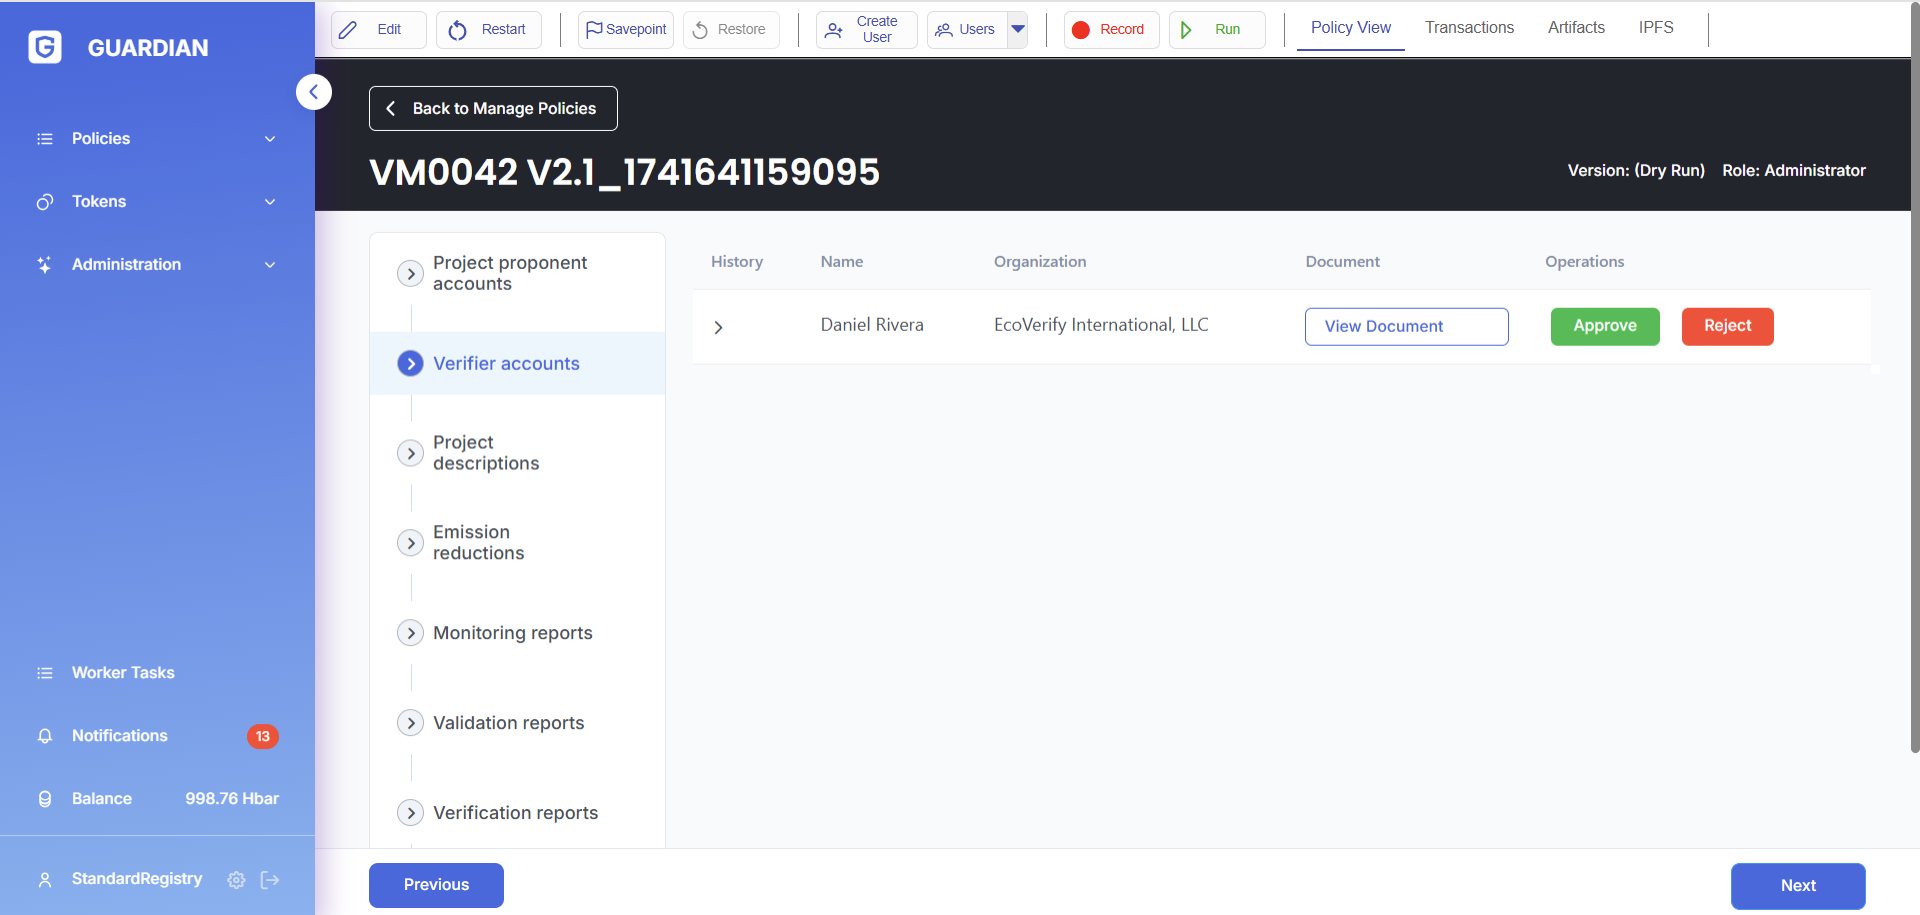 GUARDIAN
Policies
Tokens
Administration
Worker Tasks
Notifications 13
Balance 998.76 Hbar
StandardRegistry
Edit Restart Savepoint Restore Create User Users Record Run Policy View Transactions Artifacts IPFS
Back to Manage Policies
VM0042 V2.1_1741641159095
Version: (Dry Run) Role: Administrator
Project proponent
accounts
Verifier accounts
Project
descriptions
Emission
reductions
Monitoring reports
Validation reports
Verification reports
History Name Organization Document Operations
Daniel Rivera EcoVerify International, LLC View Document Approve Reject
Previous Next